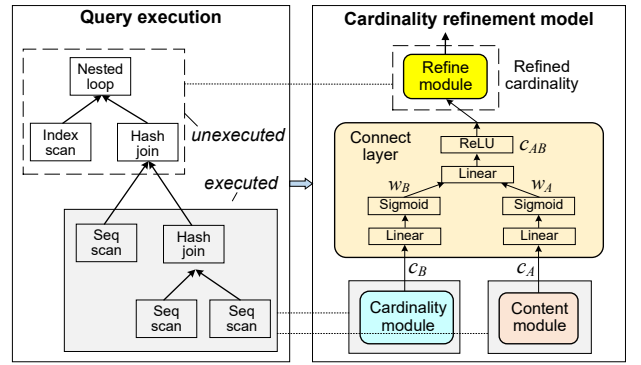 Query execution
Nested
loop
Index
scan
Hash
join
unexecuted
executed
Seq
scan
Hash
join
Seq
scan
Seq
scan
Cardinality refinement model
Refine
module
Refined
cardinality
Connect
layer
ReLU
c_AB
Linear
w_B
w_A
Sigmoid
Sigmoid
Linear
Linear
c_B
c_A
Cardinality
module
Content
module